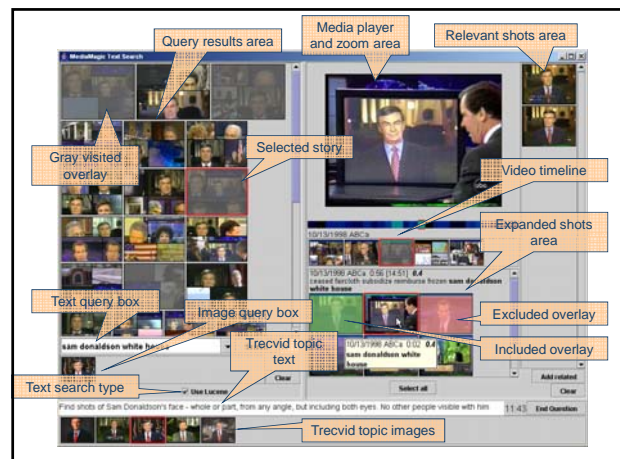 MediaMagic Text Search
Query results area
Media player
and zoom area
Relevant shots area
Gray visited
overlay
Selected story
Video timeline
10/13/1998 ABCa
Expanded shots
area
10/13/1998 ABCa 0:56 [14:51] 0.4
ceased farcloth subsidize reimburse frozen sam donaldson
white house
Text query box
Image query box
Excluded overlay
sam donaldson white house
Trecvid topic
text
10/13/1998 ABCa 0:02 0.4
sam donaldson white
house
Included overlay
Text search type
Use Lucene
Clear
Select all
Add related
Clear
Find shots of Sam Donaldson's face - whole or part, from any angle, but including both eyes. No other people visible with him
11:43
End Question
Trecvid topic images